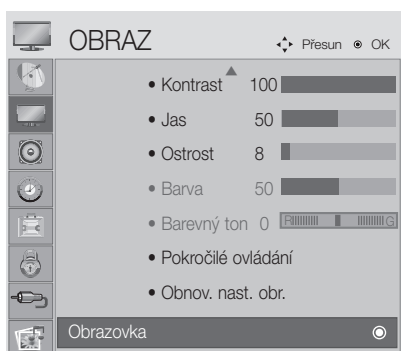 OBRAZ Přesun OK
• Kontrast 100
• Jas 50
• Ostrost 8
• Barva 50
• Barevný ton 0 R G
• Pokročilé ovládání
• Obnov. nast. obr.
Obrazovka